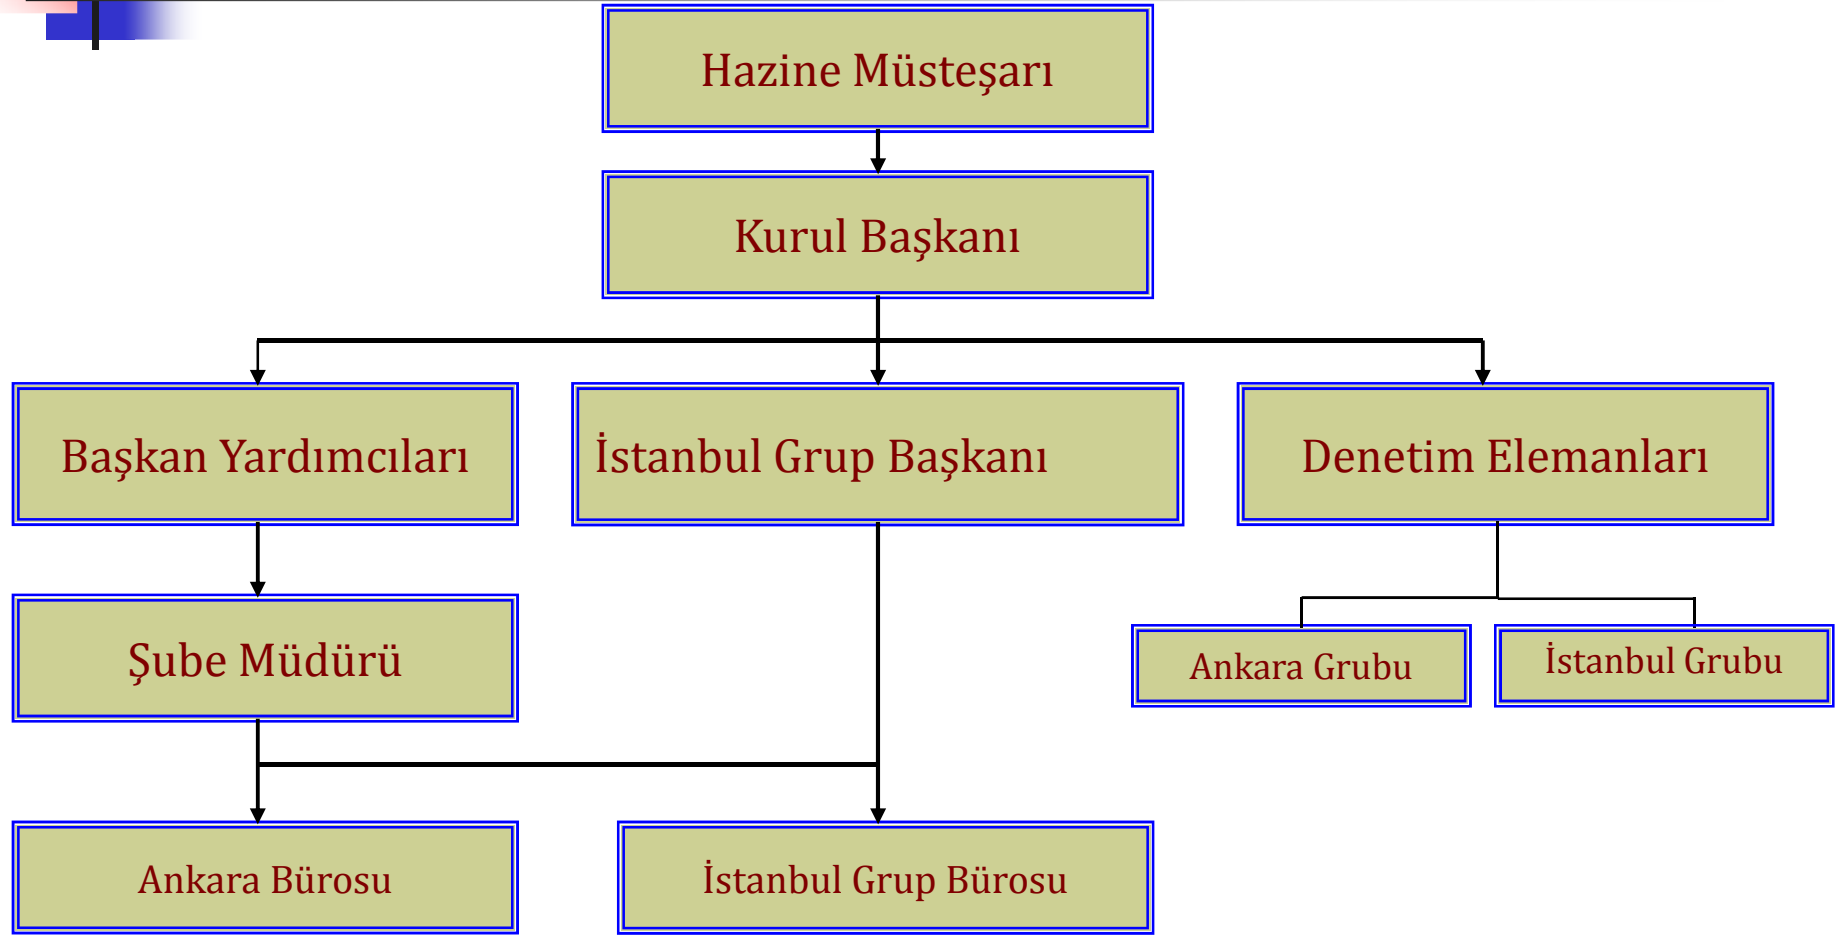 Hazine Müsteşarı
Kurul Başkanı
Başkan Yardımcıları
İstanbul Grup Başkanı
Denetim Elemanları
Şube Müdürü
Ankara Grubu
İstanbul Grubu
Ankara Bürosu
İstanbul Grup Bürosu